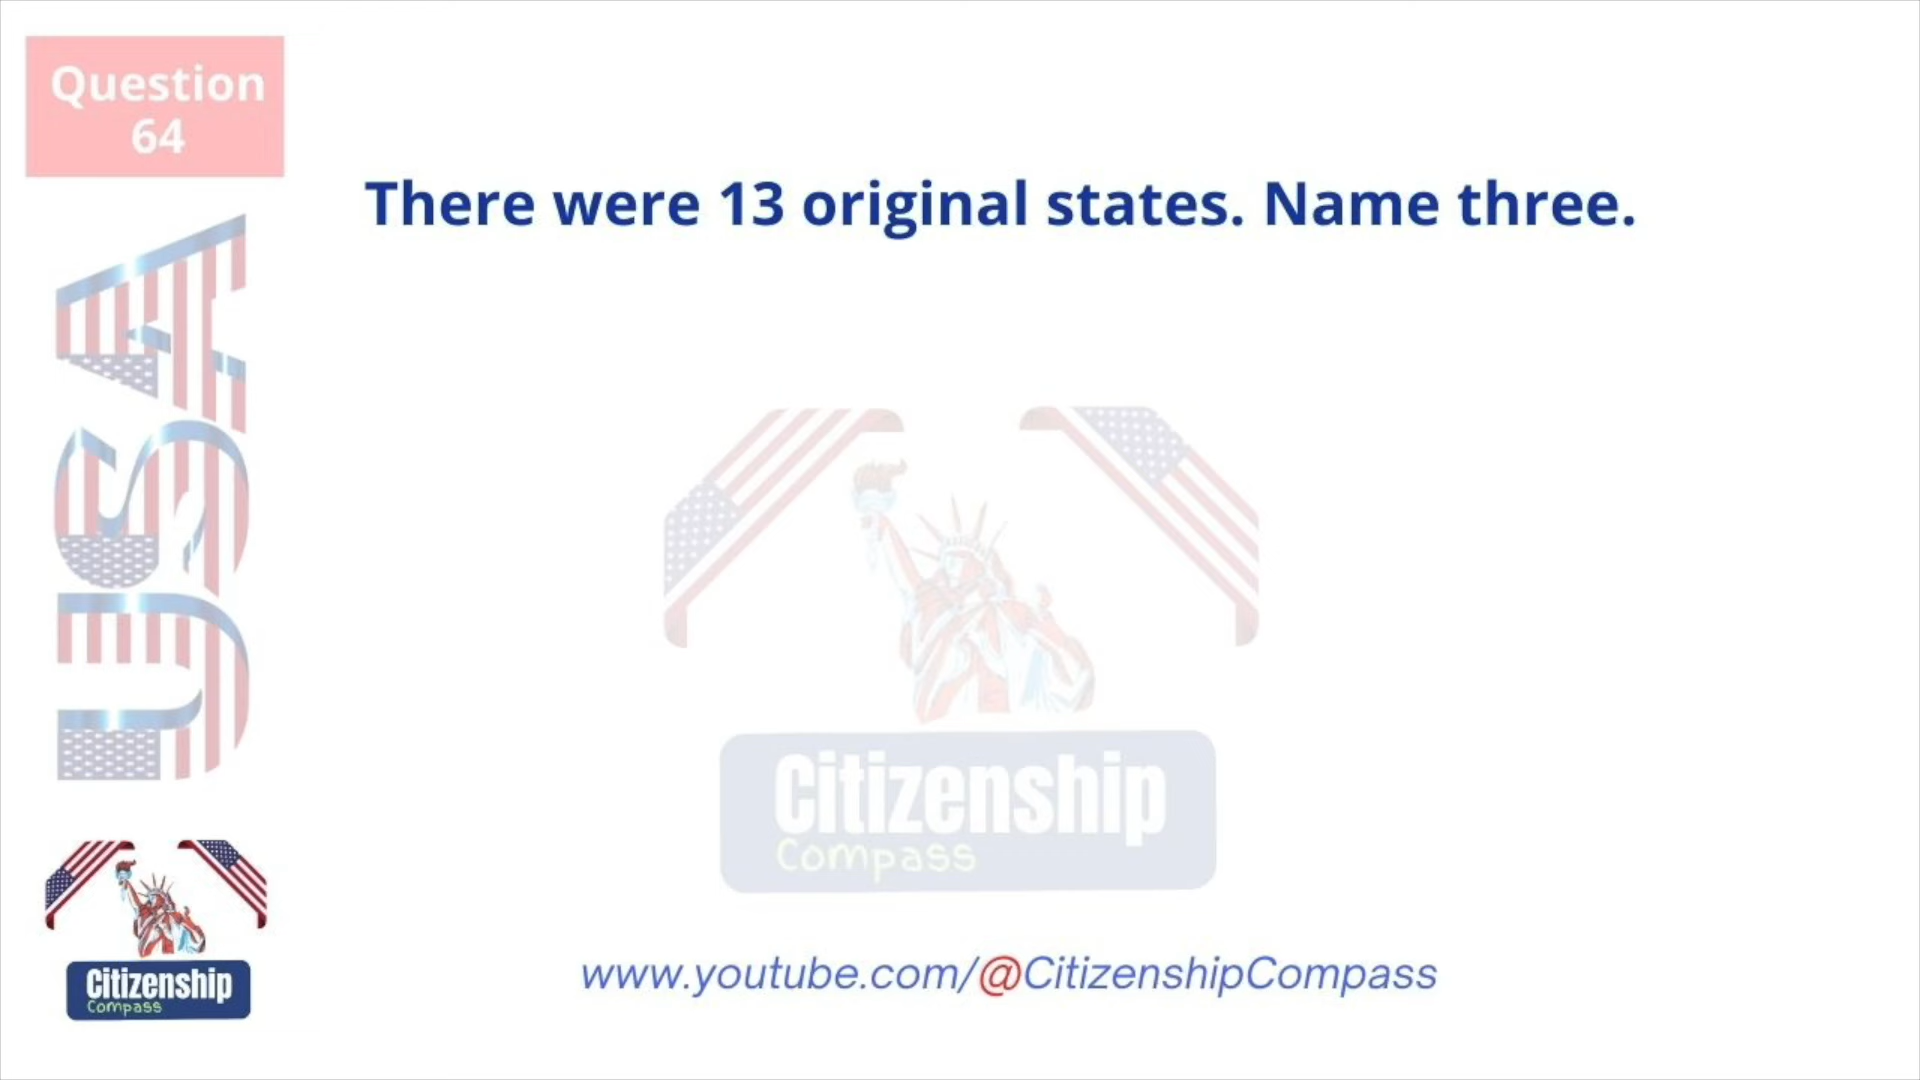 Question
64
There were 13 original states. Name three.
USA
Citizenship
Compass
Citizenship
Compass
www.youtube.com/@CitizenshipCompass